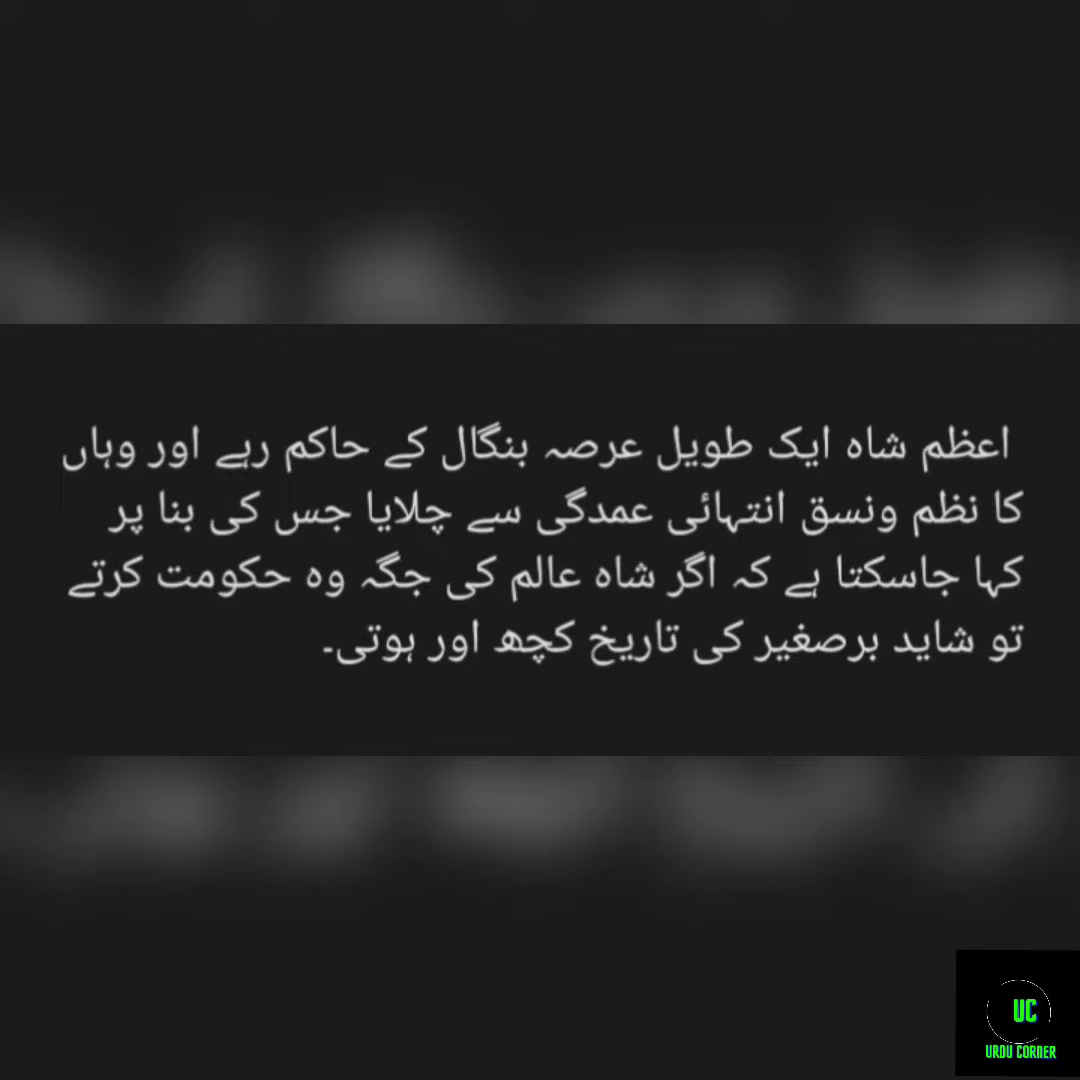 اعظم شاہ ایک طویل عرصہ بنگال کے حاکم رہے اور وہاں
کا نظم ونسق انتہائی عمدگی سے چلایا جس کی بنا پر
کہا جاسکتا ہے کہ اگر شاہ عالم کی جگہ وہ حکومت کرتے
تو شاید برصغیر کی تاریخ کچھ اور ہوتی۔
UC
URDU CORNER